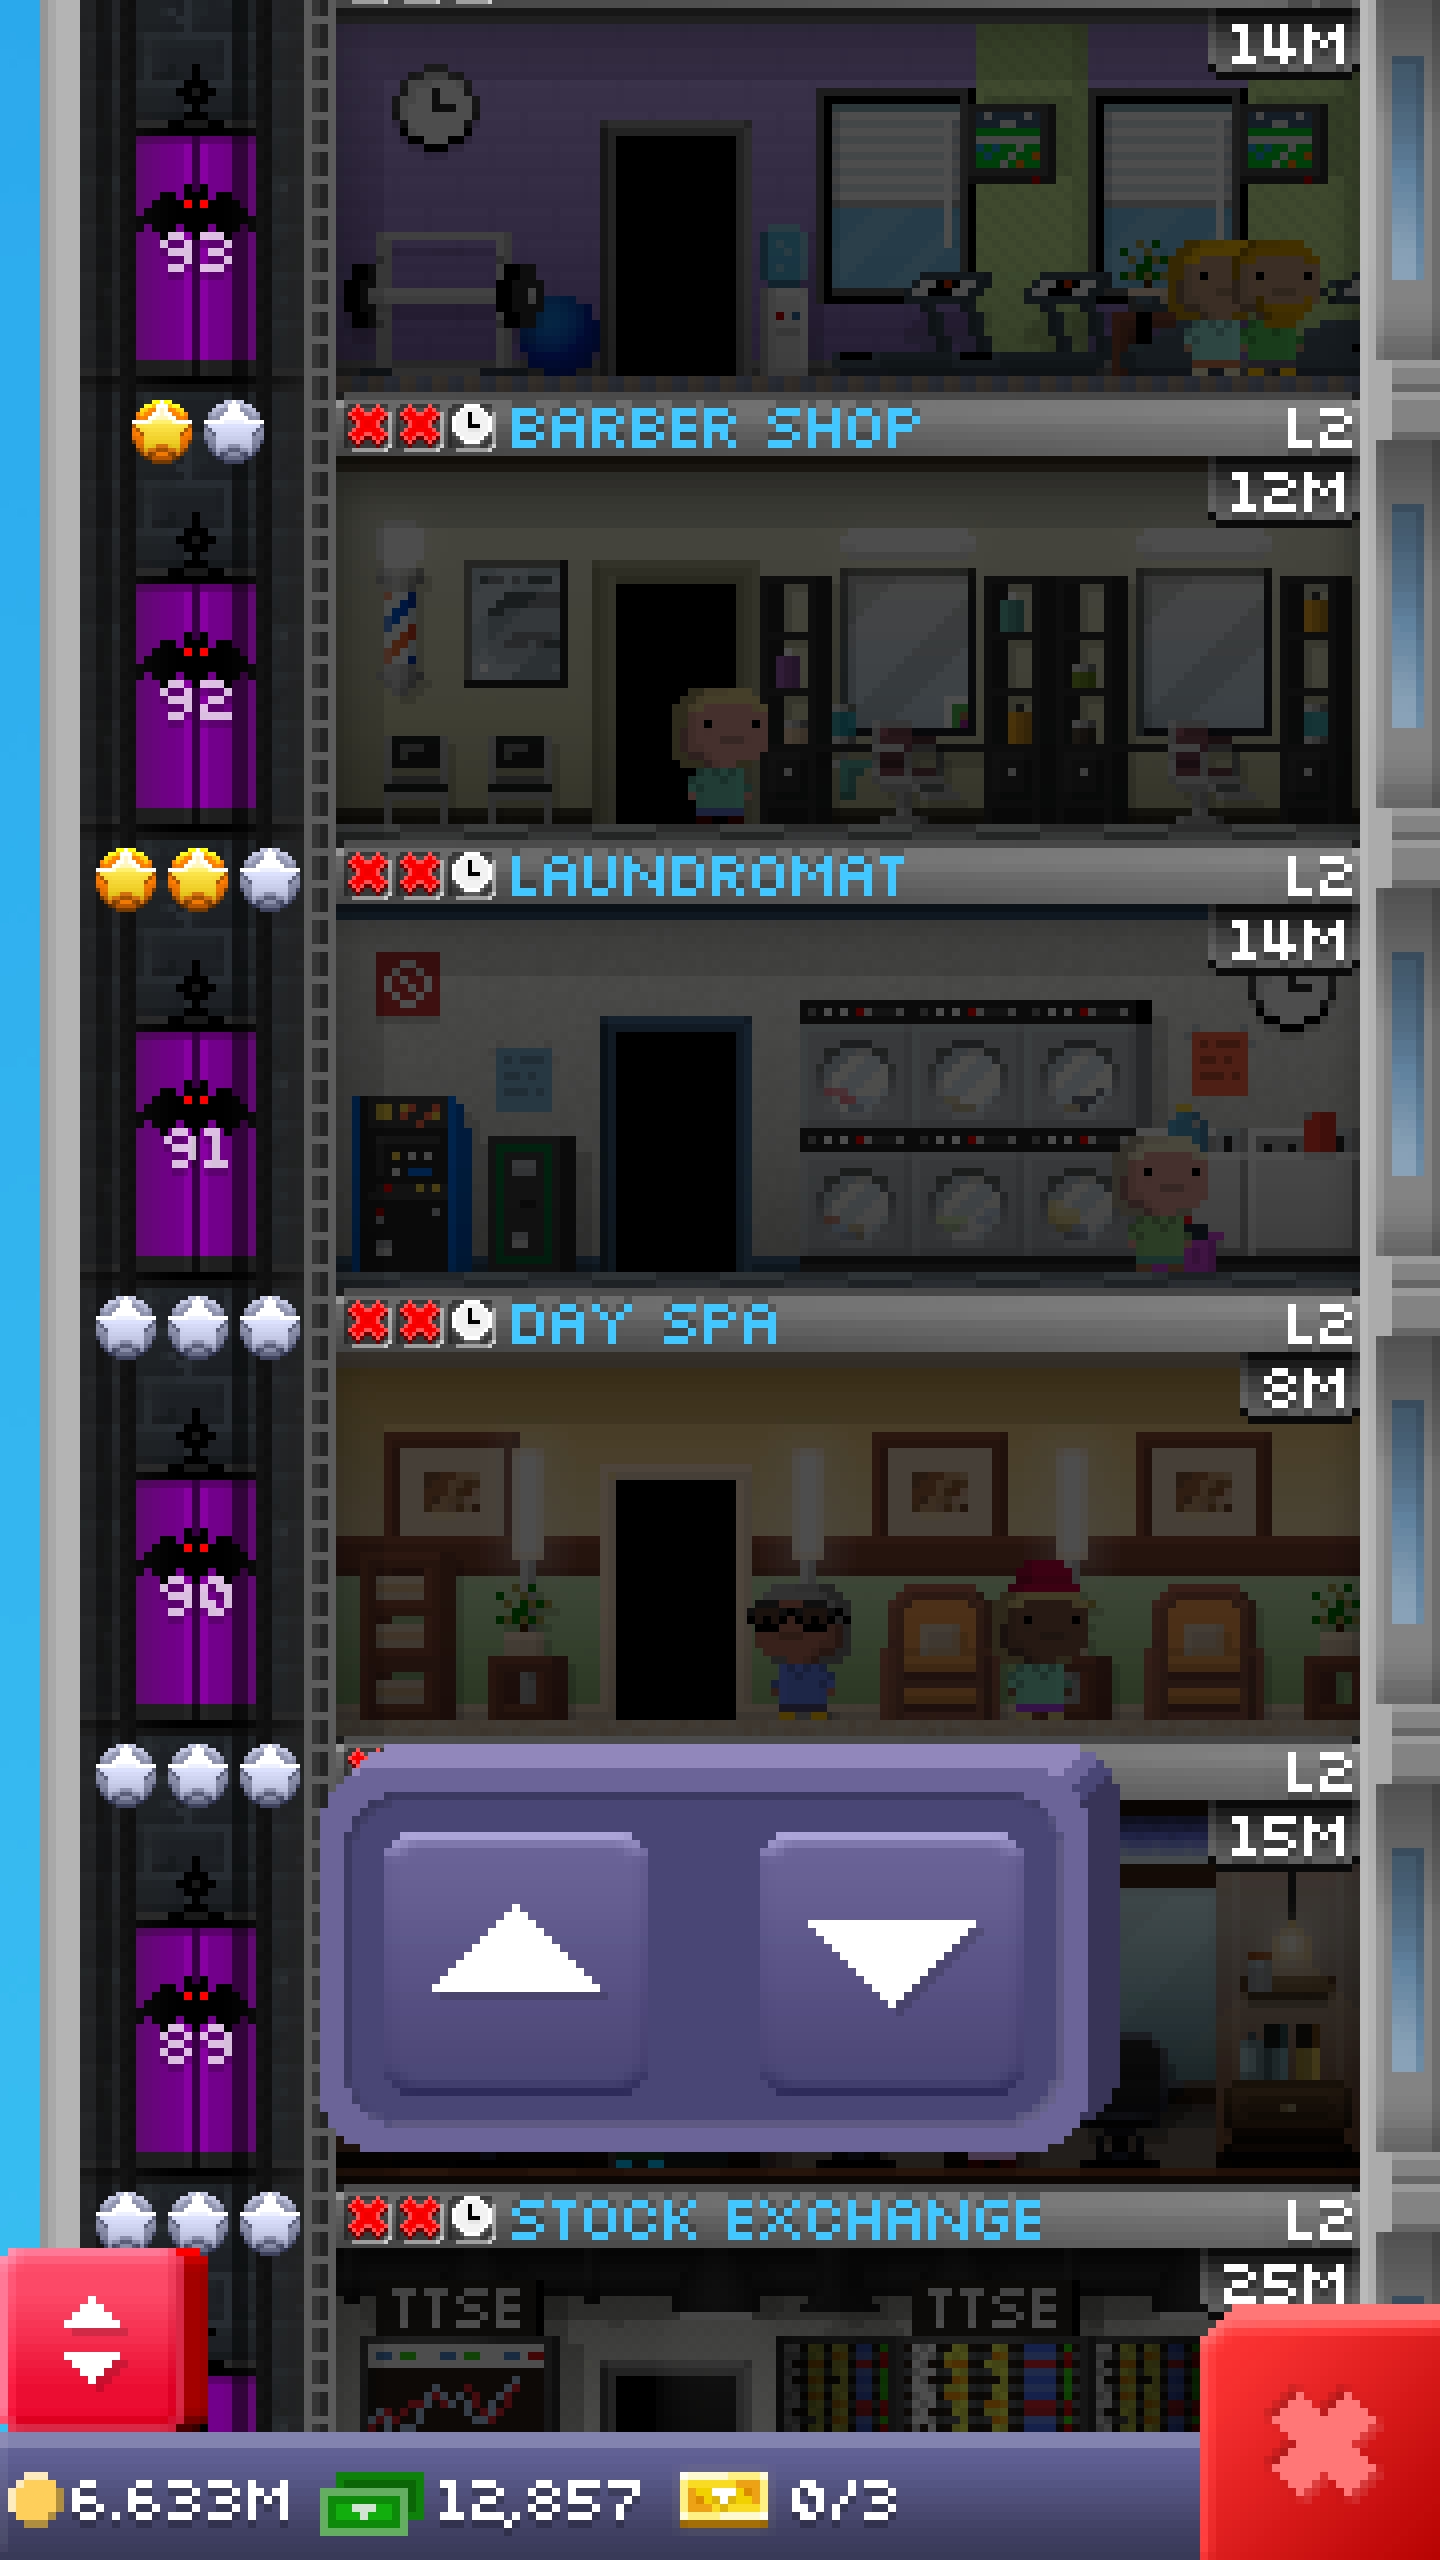 14M
93
BARBER SHOP L2
12M
92
LAUNDROMAT L2
14M
91
DAY SPA L2
8M
90
L2
15M
89
STOCK EXCHANGE L2
25M
TTSE TTSE
6.633M 12,857 0/3